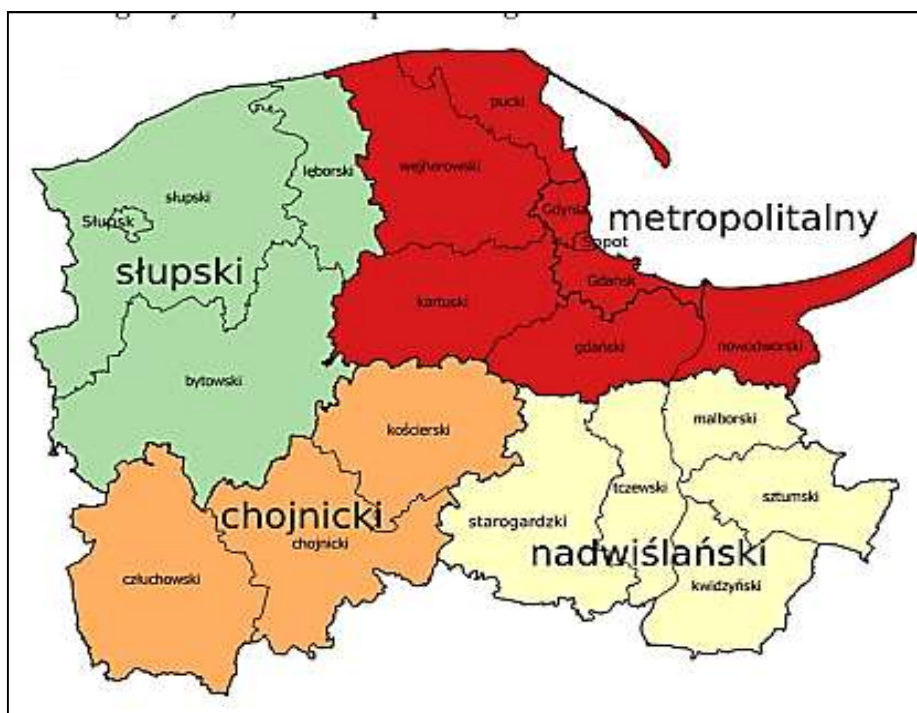 pucki
wejherowski
lęborski
słupski
Gdynia
metropolitalny
Słupsk
Sopot
słupski
Gdańsk
kartuski
gdański
nowodworski
bytowski
malborski
kościerski
tczewski
sztumski
chojnicki
starogardzki
chojnicki
nadwiślański
człuchowski
kwidzyński